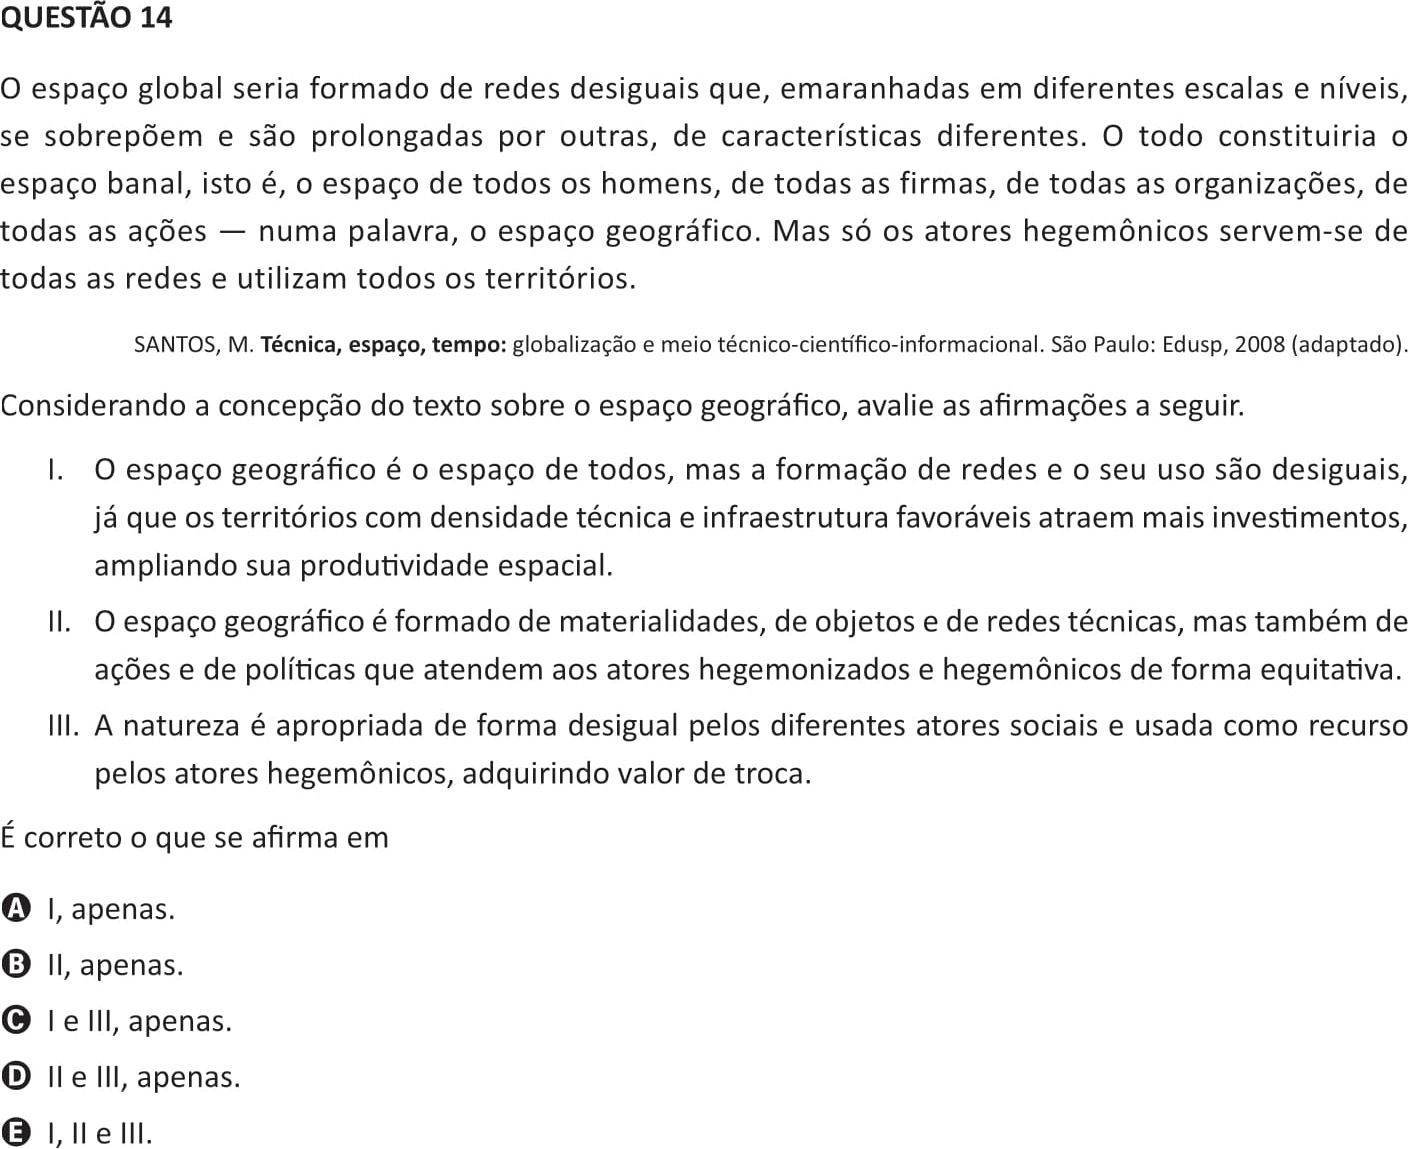 QUESTÃO 14
O espaço global seria formado de redes desiguais que, emaranhadas em diferentes escalas e níveis,
se sobrepõem e são prolongadas por outras, de características diferentes. O todo constituiria o
espaço banal, isto é, o espaço de todos os homens, de todas as firmas, de todas as organizações, de
todas as ações — numa palavra, o espaço geográfico. Mas só os atores hegemônicos servem-se de
todas as redes e utilizam todos os territórios.
SANTOS, M. Técnica, espaço, tempo: globalização e meio técnico-científico-informacional. São Paulo: Edusp, 2008 (adaptado).
Considerando a concepção do texto sobre o espaço geográfico, avalie as afirmações a seguir.
I. O espaço geográfico é o espaço de todos, mas a formação de redes e o seu uso são desiguais,
já que os territórios com densidade técnica e infraestrutura favoráveis atraem mais investimentos,
ampliando sua produtividade espacial.
II. O espaço geográfico é formado de materialidades, de objetos e de redes técnicas, mas também de
ações e de políticas que atendem aos atores hegemonizados e hegemônicos de forma equitativa.
III. A natureza é apropriada de forma desigual pelos diferentes atores sociais e usada como recurso
pelos atores hegemônicos, adquirindo valor de troca.
É correto o que se afirma em
A I, apenas.
B II, apenas.
C I e III, apenas.
D II e III, apenas.
E I, II e III.